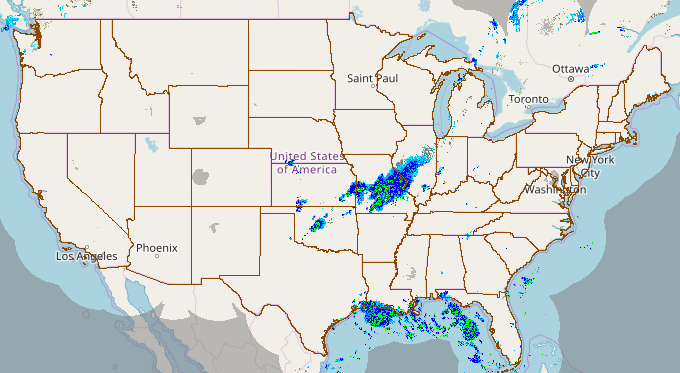 Ottawa
Saint Paul
Toronto
United States
of America
New York
City
Washington
Phoenix
Los Angeles